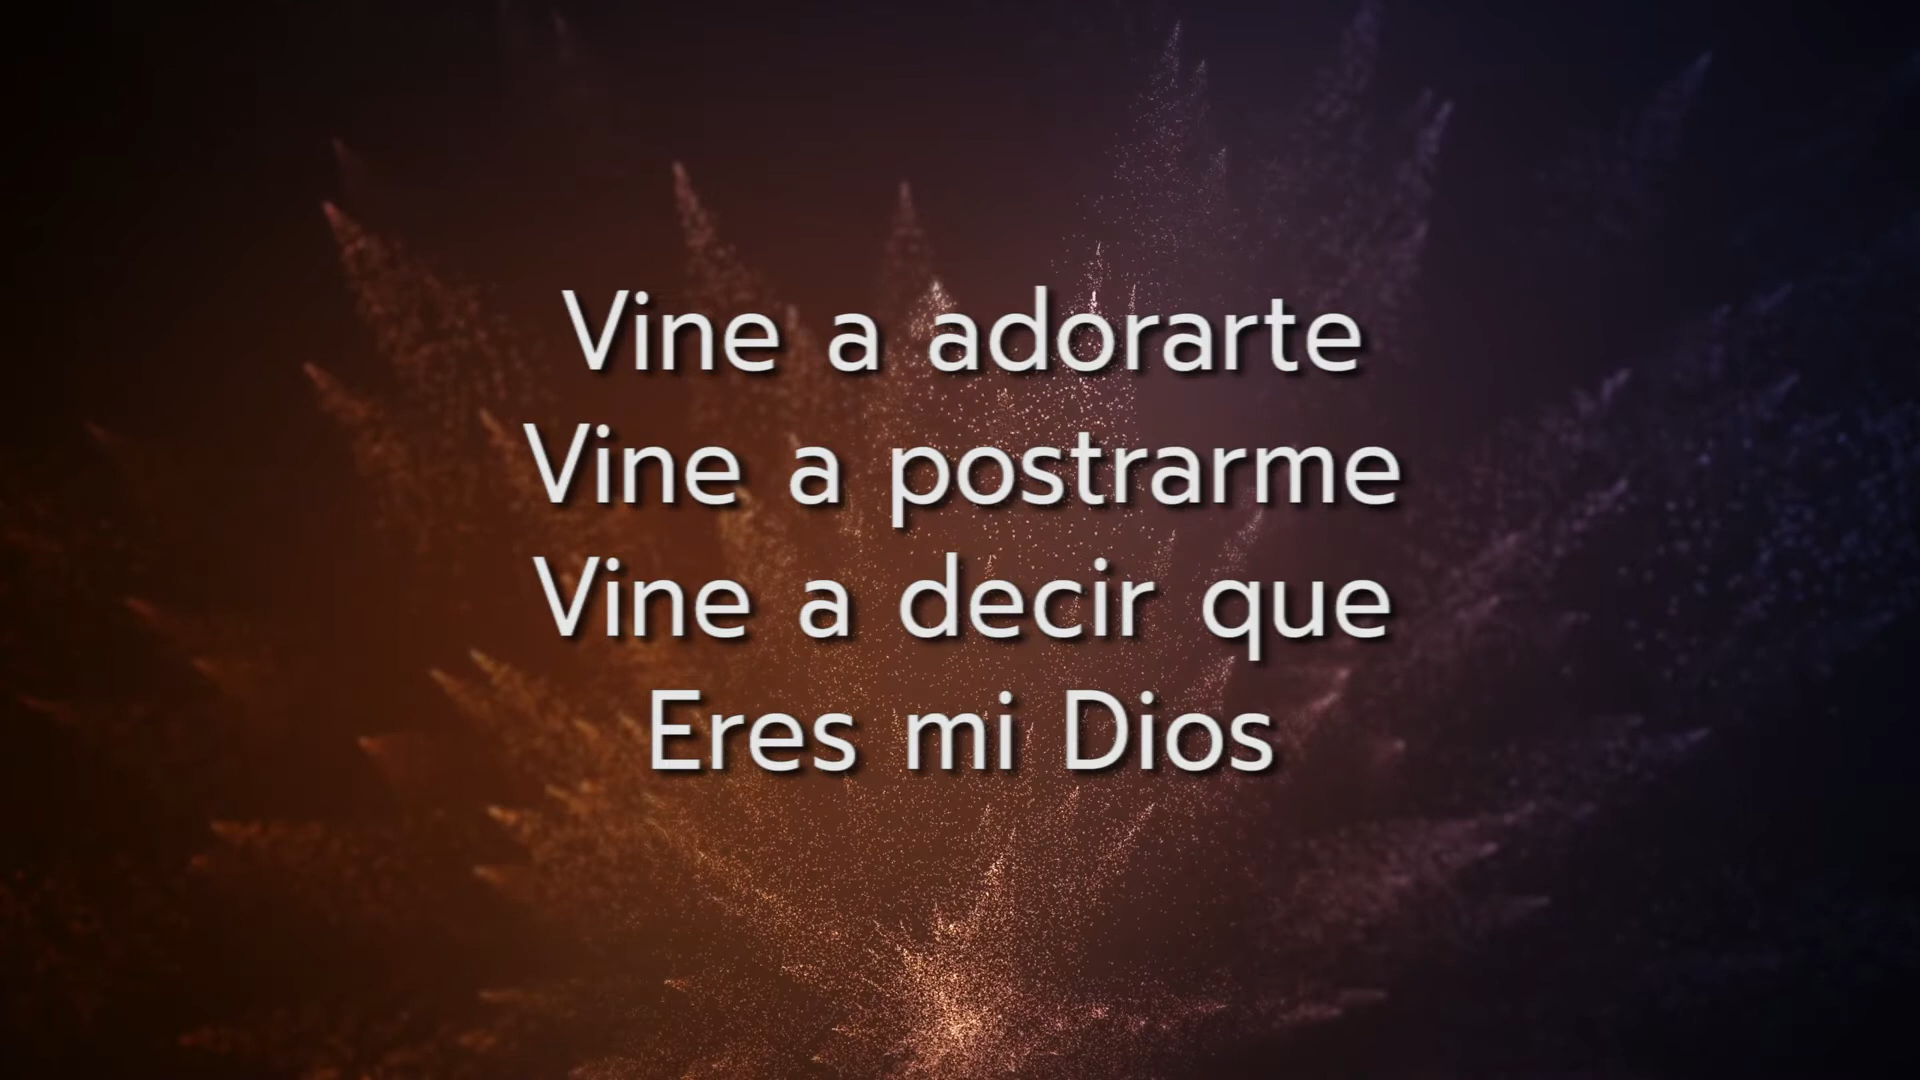 Vine a adorarte
Vine a postrarme
Vine a decir que
Eres mi Dios